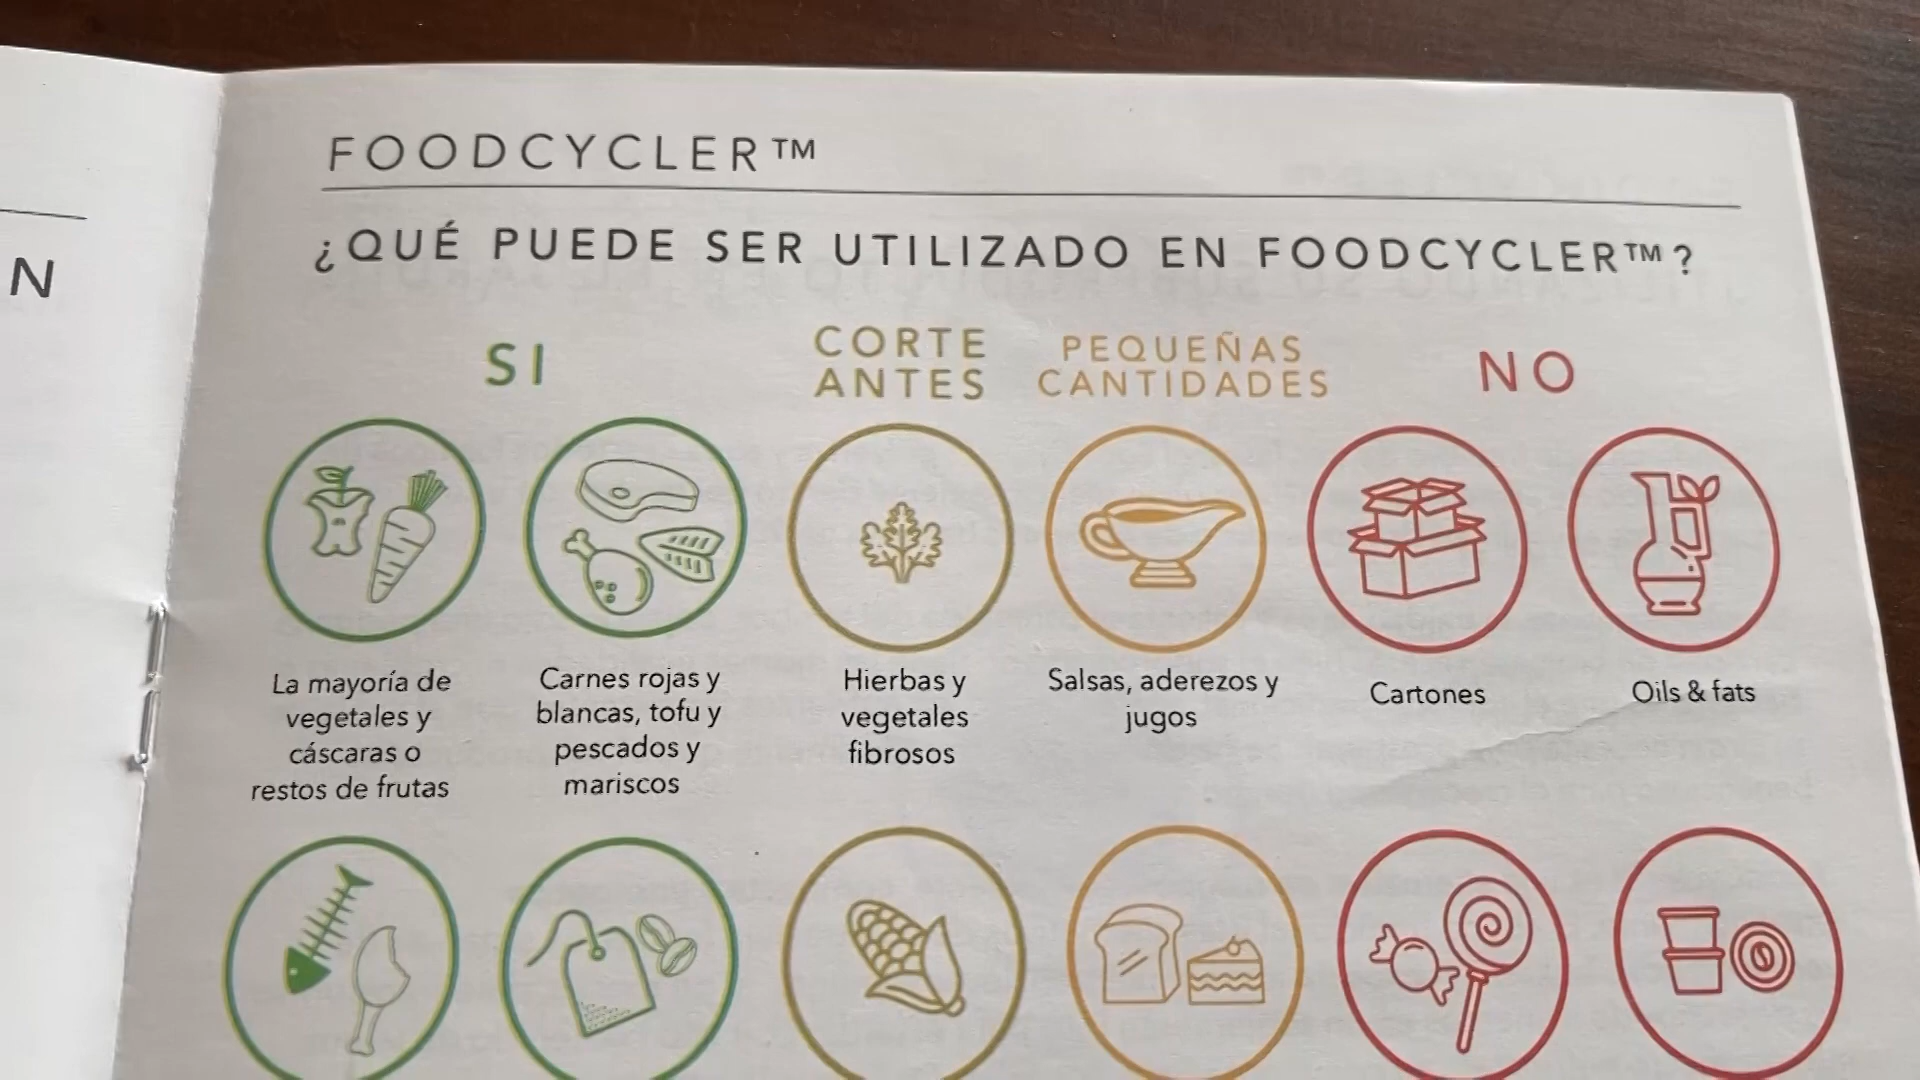 N
FOODCYCLER™
¿QUÉ PUEDE SER UTILIZADO EN FOODCYCLER™?
SI
CORTE
ANTES
PEQUEÑAS
CANTIDADES
NO
La mayoría de
vegetales y
cáscaras o
restos de frutas
Carnes rojas y
blancas, tofu y
pescados y
mariscos
Hierbas y
vegetales
fibrosos
Salsas, aderezos y
jugos
Cartones
Oils & fats